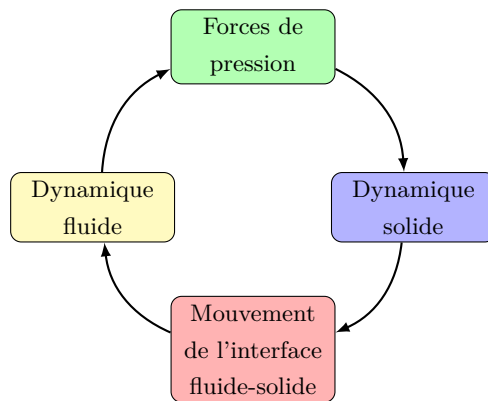 Forces de
pression
Dynamique
fluide
Dynamique
solide
Mouvement
de l'interface
fluide-solide